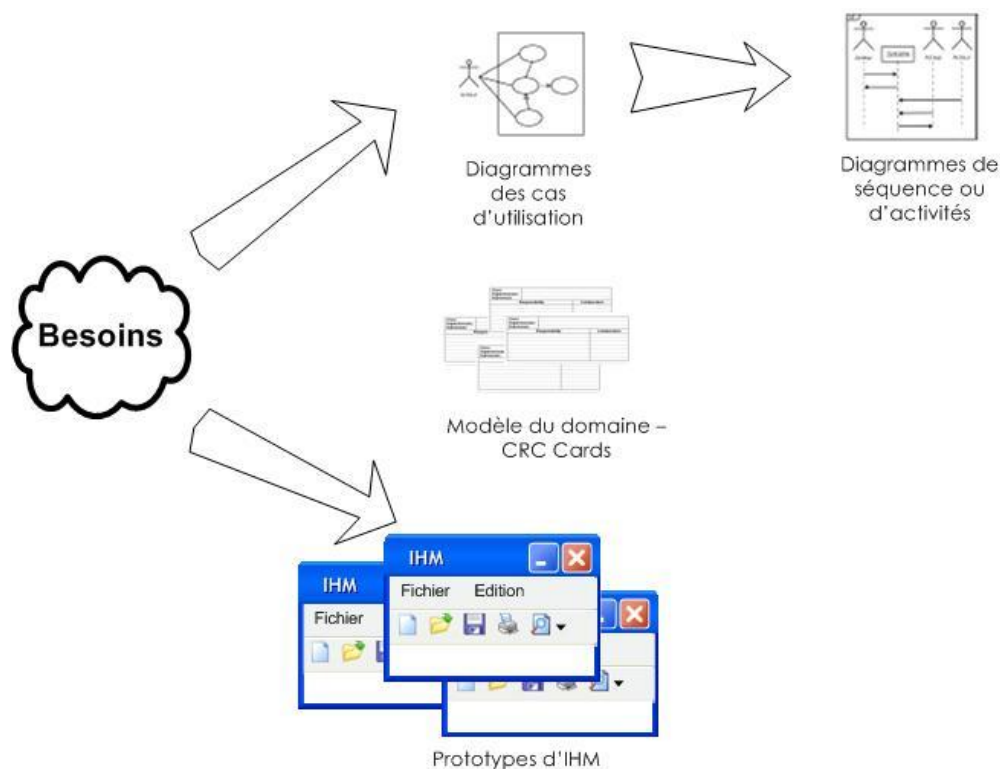 Diagrammes
des cas
d'utilisation
Diagrammes de
séquence ou
d'activités
Besoins
Responsibility
Modèle du domaine –
CRC Cards
IHM
IHM
Fichier Edition
Fichier
Prototypes d'IHM